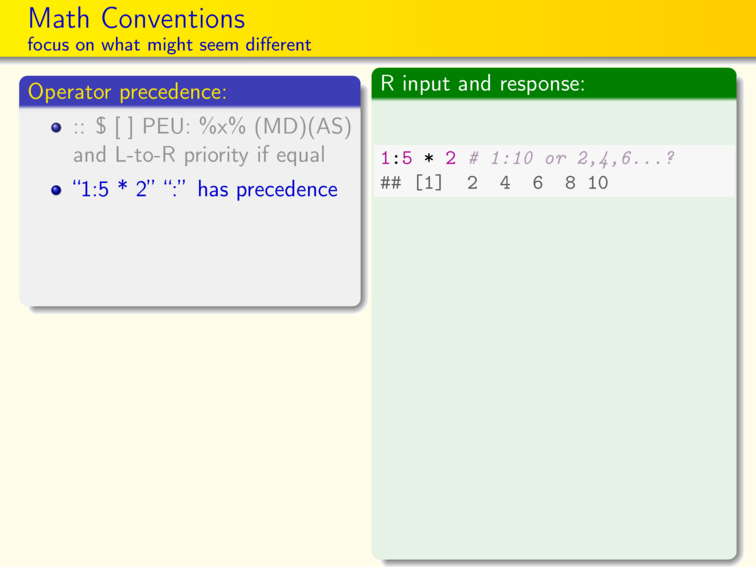 Math Conventions
focus on what might seem different
Operator precedence:
:: $ [ ] PEU: %x% (MD)(AS)
and L-to-R priority if equal
“1:5 * 2” “:” has precedence
R input and response:
1:5 * 2 # 1:10 or 2,4,6...?
## [1]  2  4  6  8 10